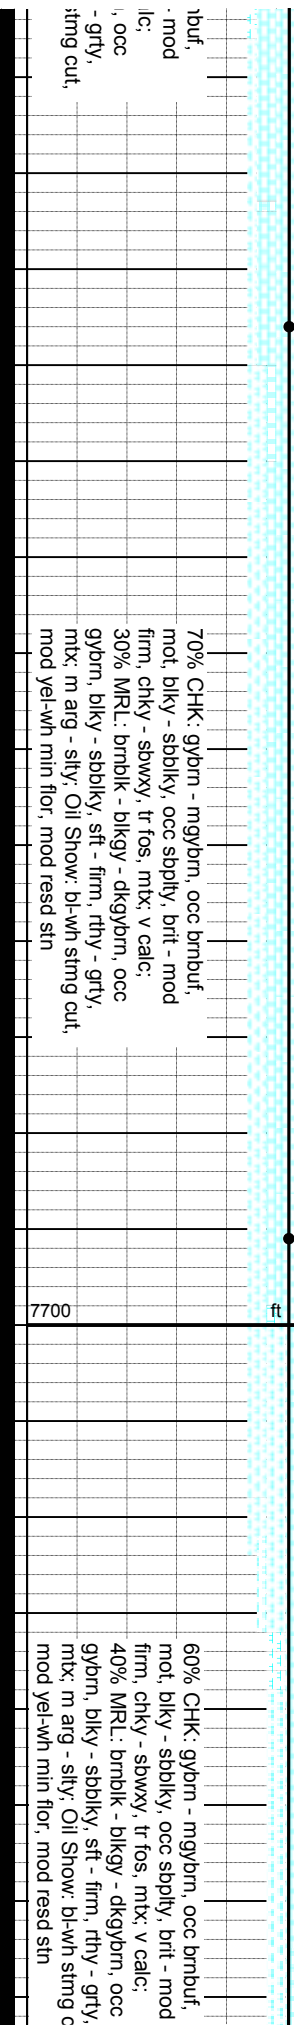 - mod
, occ
- grty,
stmg cut,
70% CHK: gybrn - mgybrn, occ brnbuf,
mot, blky - sbblky, occ sbplty, brit - mod
firm, chky - sbwxy, tr fos, mtx; v calc;
30% MRL: brnblk - blkgy - dkgybrn, occ
gybrn, blky - sbblky, sft - firm, rthy - grty,
mtx; m arg - slty; Oil Show: bl-wh stmg cut,
mod yel-wh min flor, mod resd stn
7700 ft
60% CHK: gybrn - mgybrn, occ brnbuf,
mot, blky - sbblky, occ sbplty, brit - mod
firm, chky - sbwxy, tr fos, mtx; v calc;
40% MRL: brnblk - blkgy - dkgybrn, occ
gybrn, blky - sbblky, sft - firm, rthy - grty,
mtx; m arg - slty; Oil Show: bl-wh stmg c
mod yel-wh min flor, mod resd stn